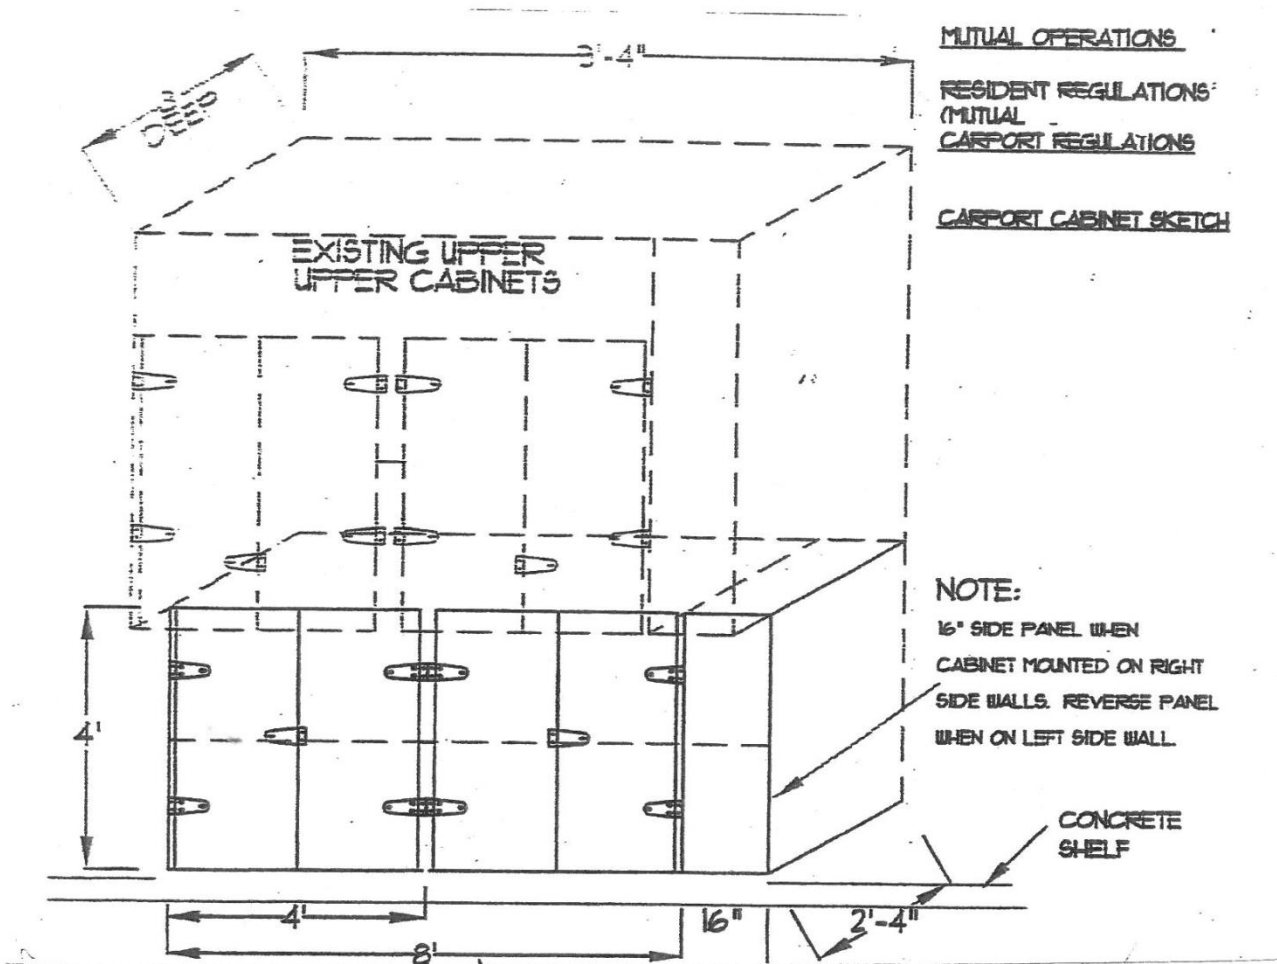 MUTUAL OPERATIONS
RESIDENT REGULATIONS
(MUTUAL
CARPORT REGULATIONS
CARPORT CABINET SKETCH
DEEP
EXISTING UPPER
UPPER CABINETS
NOTE:
16" SIDE PANEL WHEN
CABINET MOUNTED ON RIGHT
SIDE WALLS. REVERSE PANEL
WHEN ON LEFT SIDE WALL.
4'
CONCRETE
SHELF
4'
16"
2'-4"
8'